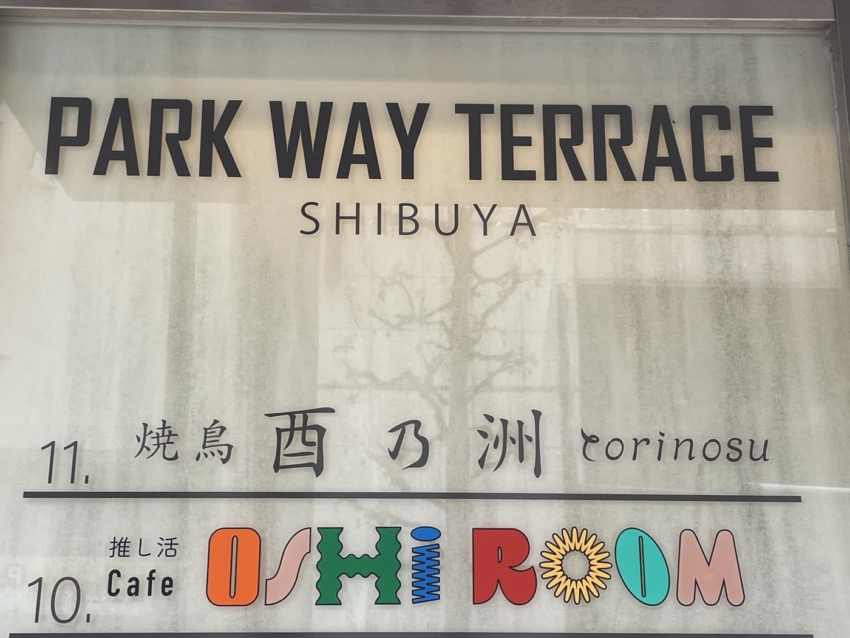 PARK WAY TERRACE
SHIBUYA
11. 焼鳥 酉乃洲 torinosu
10. 推し活 Cafe OSHi ROOM